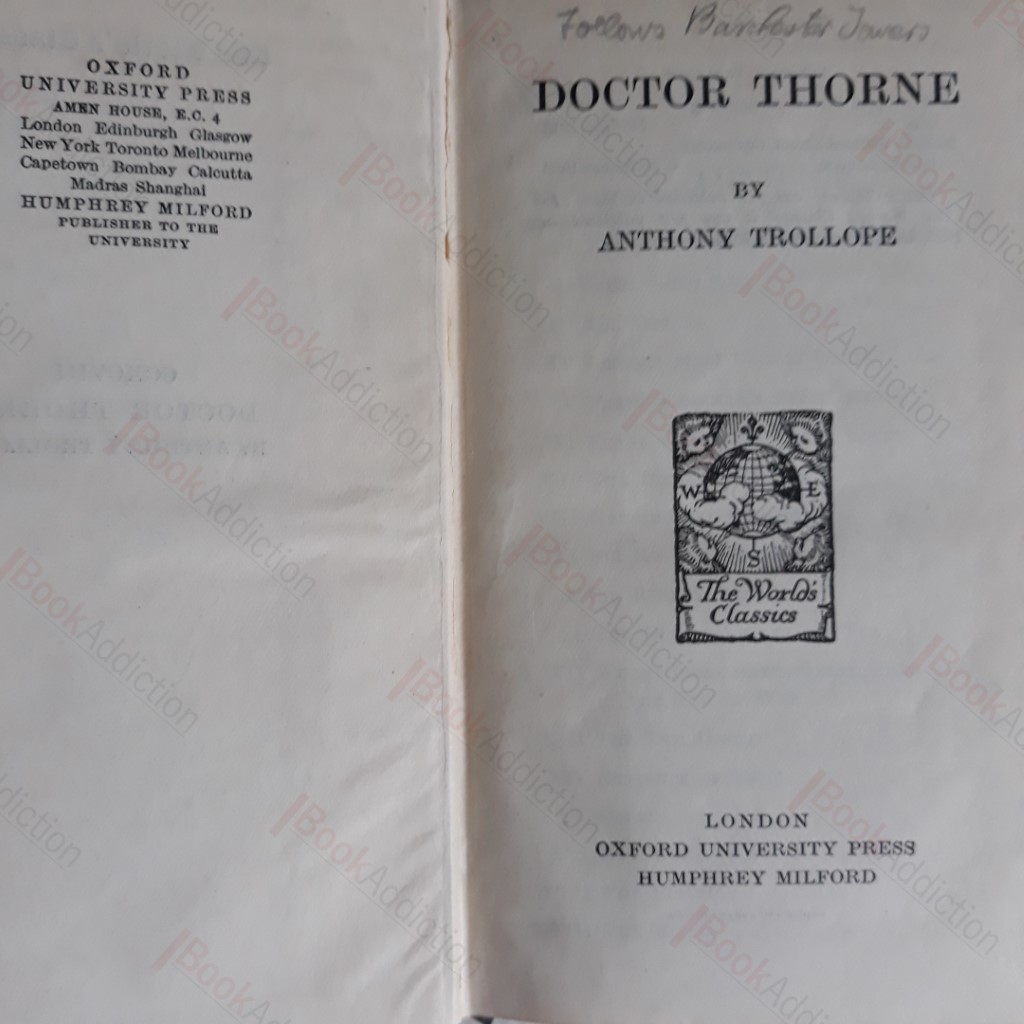 OXFORD
UNIVERSITY PRESS
AMEN HOUSE, E.C. 4
London Edinburgh Glasgow
New York Toronto Melbourne
Capetown Bombay Calcutta
Madras Shanghai
HUMPHREY MILFORD
PUBLISHER TO THE
UNIVERSITY
Follows Barchester Towers
DOCTOR THORNE
BY
ANTHONY TROLLOPE
W E
S
The World's
Classics
LONDON
OXFORD UNIVERSITY PRESS
HUMPHREY MILFORD
BookAddiction